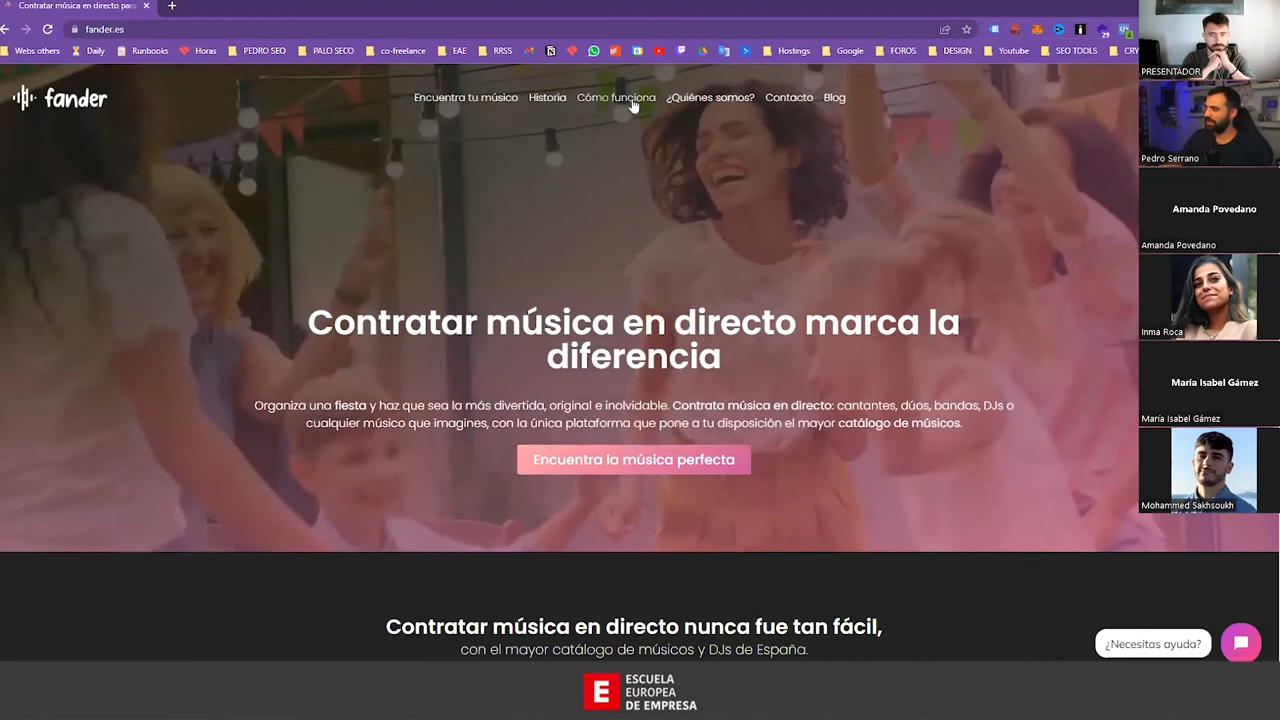 Contratar música en directo para
fander.es
Webs others
Daily
Runbooks
Horas
PEDRO SEO
PALO SECO
co-freelance
EAE
RRSS
Hostings
Google
FOROS
DESIGN
Youtube
SEO TOOLS
CRY
29
fander
Encuentra tu músico
Historia
Cómo funciona
¿Quiénes somos?
Contacto
Blog
Contratar música en directo marca la
diferencia
Organiza una fiesta y haz que sea la más divertida, original e inolvidable. Contrata música en directo: cantantes, dúos, bandas, DJs o
cualquier músico que imagines, con la única plataforma que pone a tu disposición el mayor catálogo de músicos.
Encuentra la música perfecta
Contratar música en directo nunca fue tan fácil,
con el mayor catálogo de músicos y DJs de España.
¿Necesitas ayuda?
PRESENTADOR
Pedro Serrano
Amanda Povedano
Amanda Povedano
Inma Roca
María Isabel Gámez
María Isabel Gámez
Mohammed Sakhsoukh
E
ESCUELA
EUROPEA
DE EMPRESA